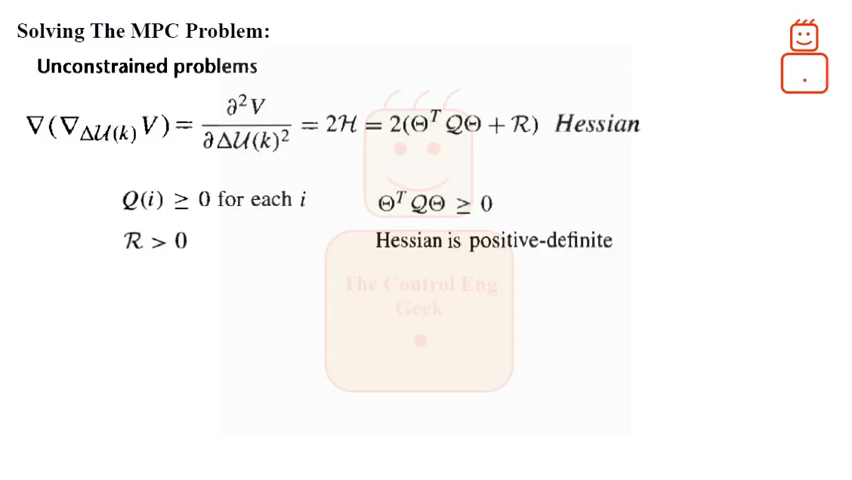 Solving The MPC Problem:
Unconstrained problems
∇(∇_{Δ𝒰(k)} V) = ∂²V / ∂Δ𝒰(k)² = 2ℋ = 2(Θᵀ𝒬Θ + ℛ) Hessian
Q(i) ≥ 0 for each i
Θᵀ𝒬Θ ≥ 0
ℛ > 0
Hessian is positive-definite
The Control Eng
Geek